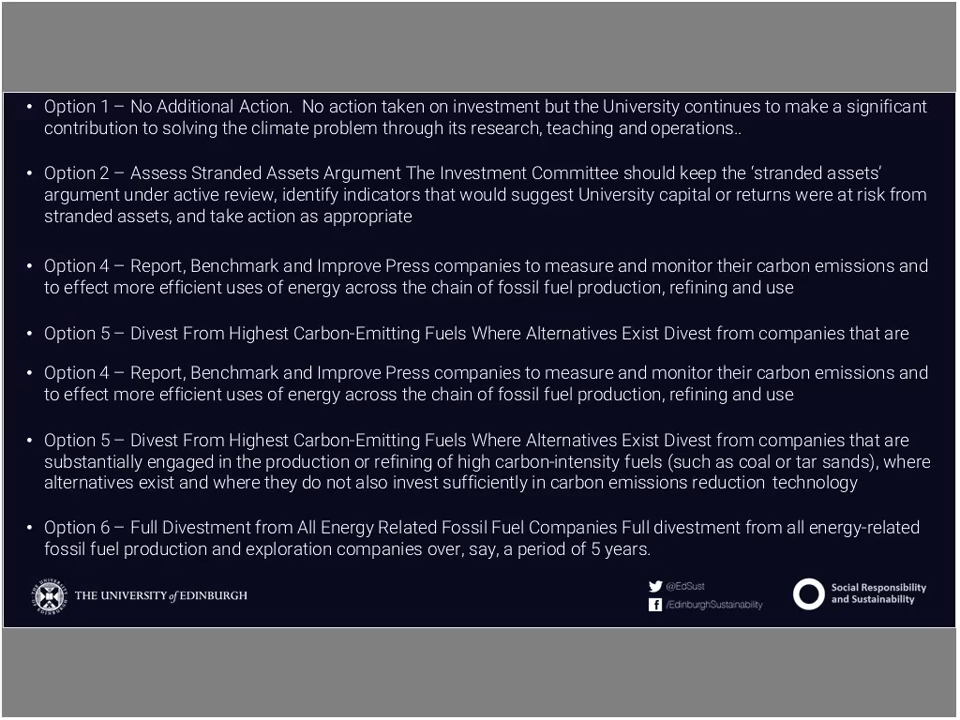 • Option 1 – No Additional Action. No action taken on investment but the University continues to make a significant
contribution to solving the climate problem through its research, teaching and operations..
• Option 2 – Assess Stranded Assets Argument The Investment Committee should keep the ‘stranded assets’
argument under active review, identify indicators that would suggest University capital or returns were at risk from
stranded assets, and take action as appropriate
• Option 4 – Report, Benchmark and Improve Press companies to measure and monitor their carbon emissions and
to effect more efficient uses of energy across the chain of fossil fuel production, refining and use
• Option 5 – Divest From Highest Carbon-Emitting Fuels Where Alternatives Exist Divest from companies that are
• Option 4 – Report, Benchmark and Improve Press companies to measure and monitor their carbon emissions and
to effect more efficient uses of energy across the chain of fossil fuel production, refining and use
• Option 5 – Divest From Highest Carbon-Emitting Fuels Where Alternatives Exist Divest from companies that are
substantially engaged in the production or refining of high carbon-intensity fuels (such as coal or tar sands), where
alternatives exist and where they do not also invest sufficiently in carbon emissions reduction technology
• Option 6 – Full Divestment from All Energy Related Fossil Fuel Companies Full divestment from all energy-related
fossil fuel production and exploration companies over, say, a period of 5 years.
THE UNIVERSITY of EDINBURGH
@EdSust
/EdinburghSustainability
Social Responsibility
and Sustainability